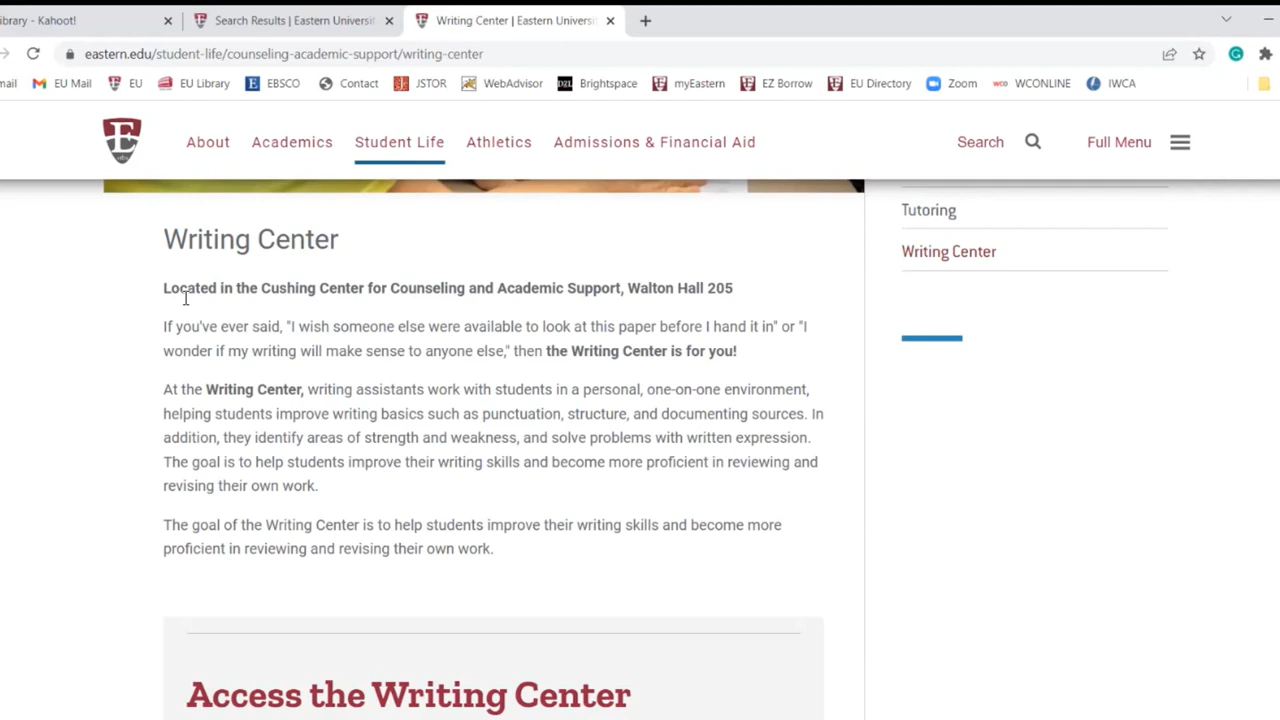 ibrary - Kahoot!
Search Results | Eastern Universit
Writing Center | Eastern Universi
eastern.edu/student-life/counseling-academic-support/writing-center
mail
EU Mail
EU
EU Library
EBSCO
Contact
JSTOR
WebAdvisor
D2L
Brightspace
myEastern
EZ Borrow
EU Directory
Zoom
WCONLINE
IWCA
E
About
Academics
Student Life
Athletics
Admissions & Financial Aid
Search
Full Menu
Tutoring
Writing Center
Writing Center
Located in the Cushing Center for Counseling and Academic Support, Walton Hall 205
If you've ever said, "I wish someone else were available to look at this paper before I hand it in" or "I
wonder if my writing will make sense to anyone else," then the Writing Center is for you!
At the Writing Center, writing assistants work with students in a personal, one-on-one environment,
helping students improve writing basics such as punctuation, structure, and documenting sources. In
addition, they identify areas of strength and weakness, and solve problems with written expression.
The goal is to help students improve their writing skills and become more proficient in reviewing and
revising their own work.
The goal of the Writing Center is to help students improve their writing skills and become more
proficient in reviewing and revising their own work.
Access the Writing Center